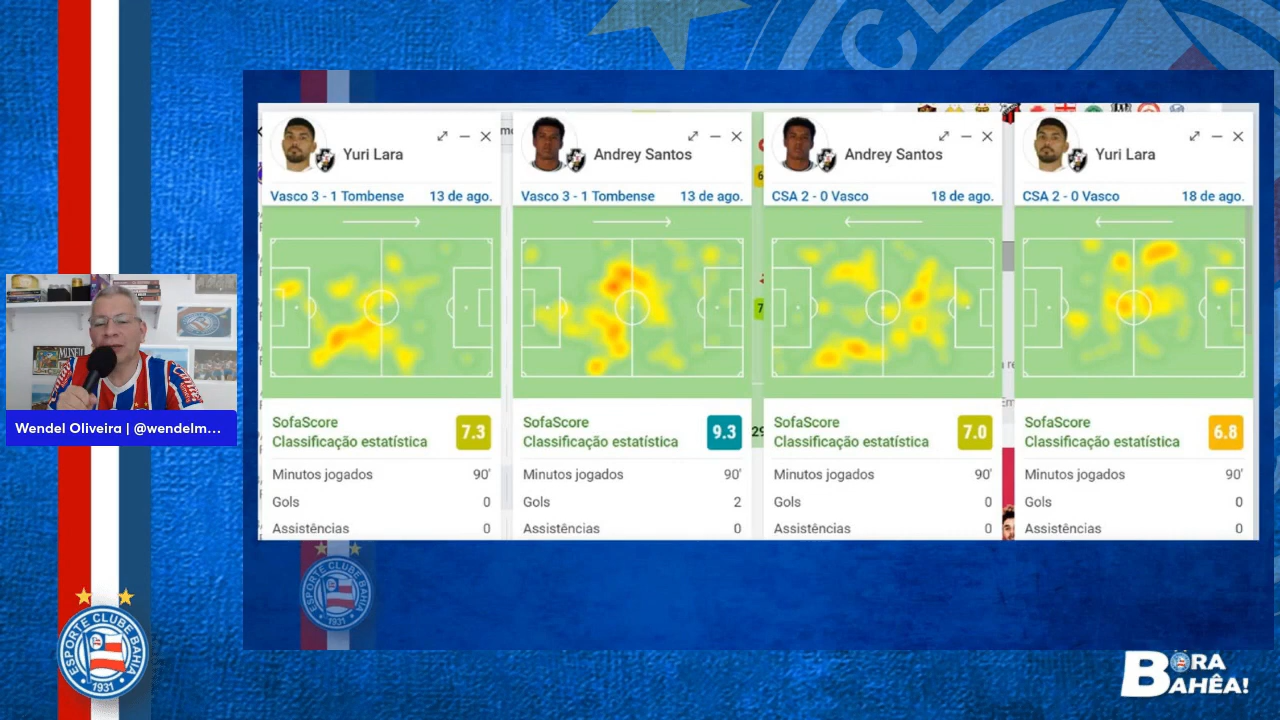 Yuri Lara
Vasco 3 - 1 Tombense 13 de ago.
SofaScore
Classificação estatística
7.3
Minutos jogados 90'
Gols 0
Assistências 0
Andrey Santos
Vasco 3 - 1 Tombense 13 de ago.
SofaScore
Classificação estatística
9.3
Minutos jogados 90'
Gols 2
Assistências 0
Andrey Santos
CSA 2 - 0 Vasco 18 de ago.
SofaScore
Classificação estatística
7.0
Minutos jogados 90'
Gols 0
Assistências 0
Yuri Lara
CSA 2 - 0 Vasco 18 de ago.
SofaScore
Classificação estatística
6.8
Minutos jogados 90'
Gols 0
Assistências 0
Wendel Oliveira | @wendelm...
ESPORTE CLUBE BAHIA
1931
ESPORTE CLUBE BAHIA
1931
BORA
BAHÊA!